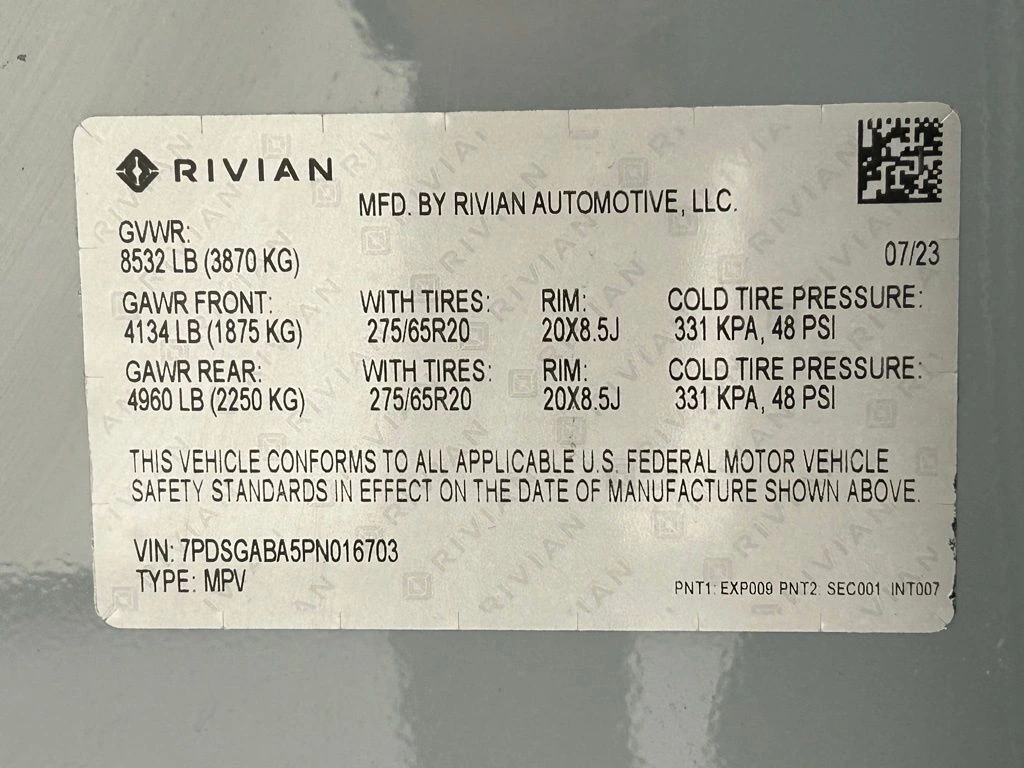 RIVIAN
MFD. BY RIVIAN AUTOMOTIVE, LLC.
GVWR:
8532 LB (3870 KG)
07/23
GAWR FRONT: WITH TIRES: RIM: COLD TIRE PRESSURE:
4134 LB (1875 KG) 275/65R20 20X8.5J 331 KPA, 48 PSI
GAWR REAR: WITH TIRES: RIM: COLD TIRE PRESSURE:
4960 LB (2250 KG) 275/65R20 20X8.5J 331 KPA, 48 PSI
THIS VEHICLE CONFORMS TO ALL APPLICABLE U.S. FEDERAL MOTOR VEHICLE
SAFETY STANDARDS IN EFFECT ON THE DATE OF MANUFACTURE SHOWN ABOVE.
VIN: 7PDSGABA5PN016703
TYPE: MPV
PNT1: EXP009 PNT2: SEC001 INT007